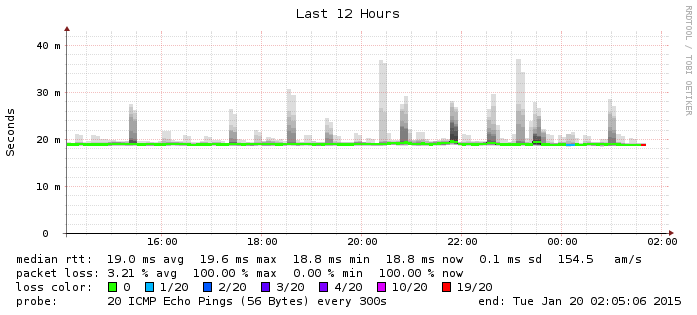 Last 12 Hours
RRDTOOL / TOBI OETIKER
Seconds
40 m
30 m
20 m
10 m
0
16:00 18:00 20:00 22:00 00:00 02:00
median rtt: 19.0 ms avg 19.6 ms max 18.8 ms min 18.8 ms now 0.1 ms sd 154.5 am/s
packet loss: 3.21 % avg 100.00 % max 0.00 % min 100.00 % now
loss color: 0 1/20 2/20 3/20 4/20 10/20 19/20
probe: 20 ICMP Echo Pings (56 Bytes) every 300s end: Tue Jan 20 02:05:06 2015